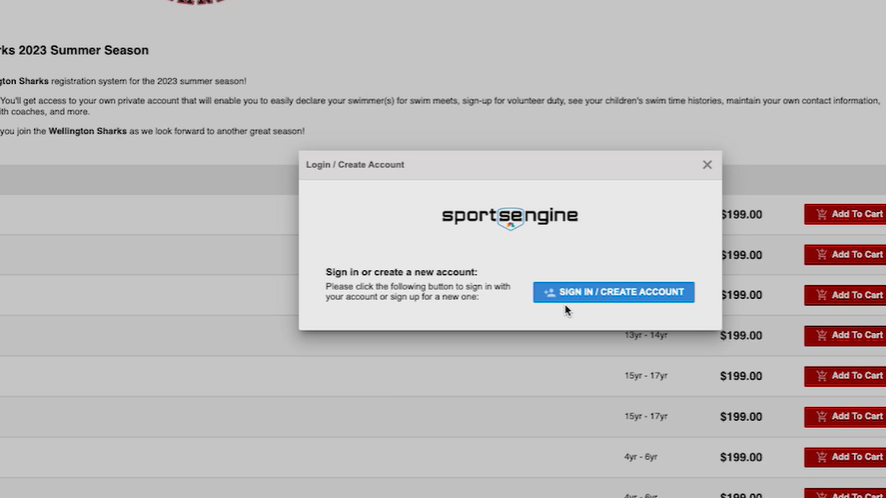 rks 2023 Summer Season
gton Sharks registration system for the 2023 summer season!
You'll get access to your own private account that will enable you to easily declare your swimmer(s) for swim meets, sign-up for volunteer duty, see your children's swim time histories, maintain your own contact information,
ith coaches, and more.
you join the Wellington Sharks as we look forward to another great season!
Login / Create Account
sportsengine
$199.00 Add To Cart
$199.00 Add To Cart
Sign in or create a new account:
Please click the following button to sign in with
your account or sign up for a new one:
SIGN IN / CREATE ACCOUNT
$199.00 Add To Cart
13yr - 14yr $199.00 Add To Cart
15yr - 17yr $199.00 Add To Cart
15yr - 17yr $199.00 Add To Cart
4yr - 6yr $199.00 Add To Cart
4yr - 6yr $199.00 Add To Cart